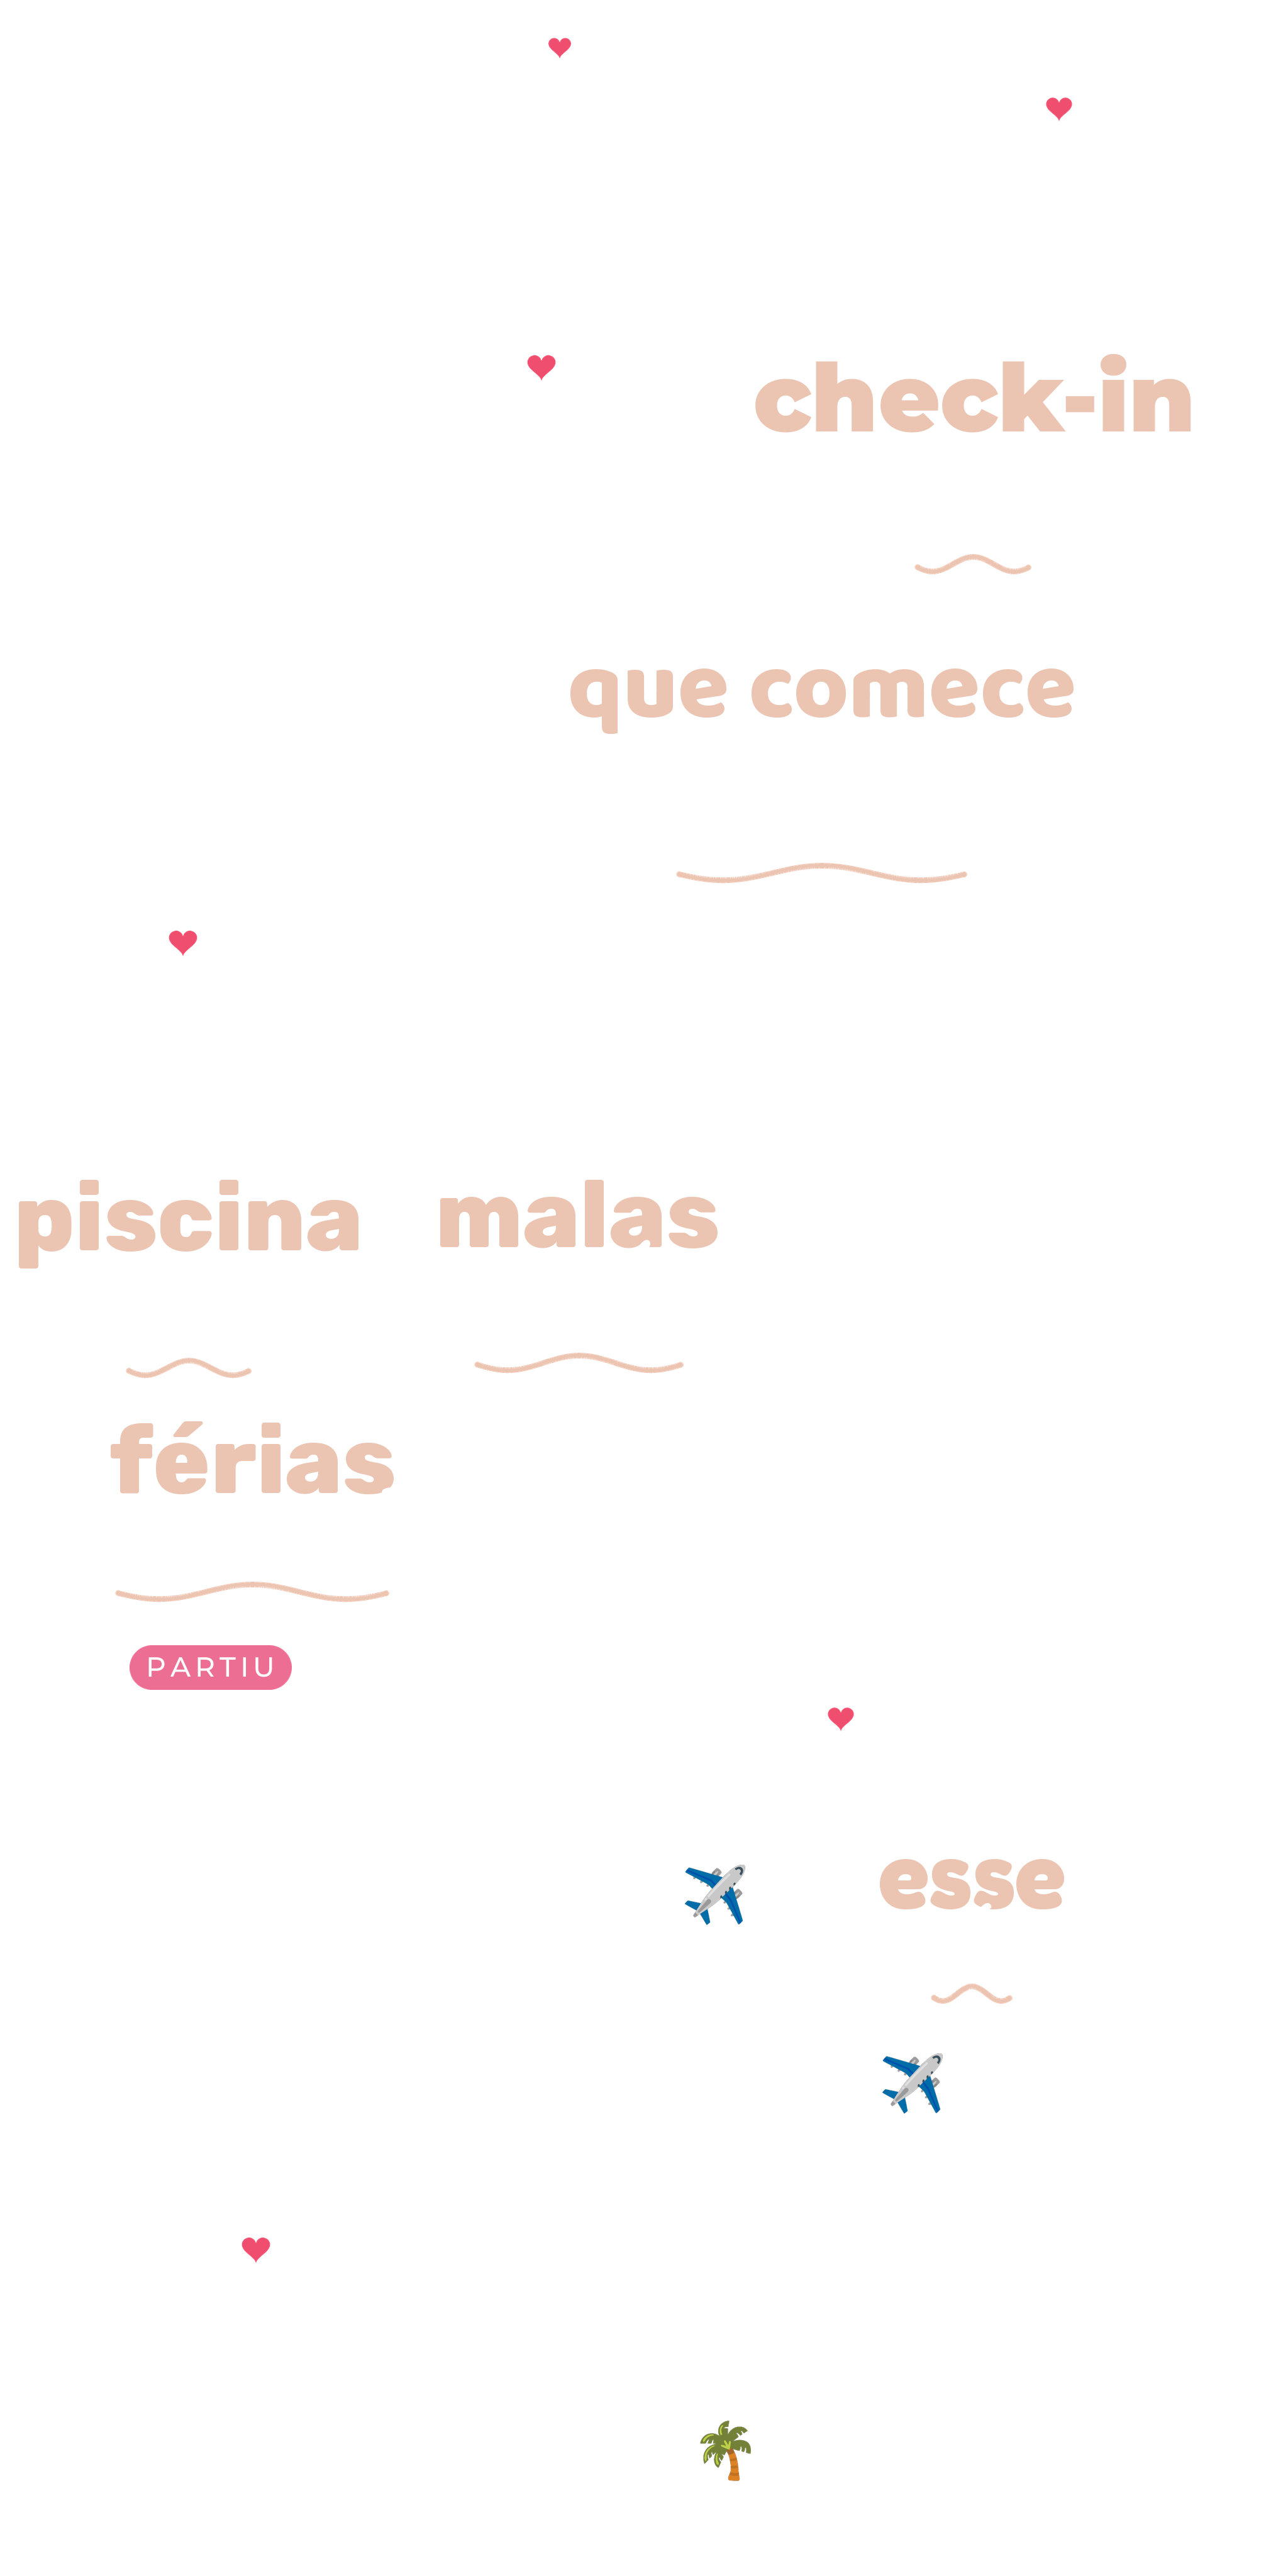 check-in
que comece
piscina
malas
férias
PARTIU
esse